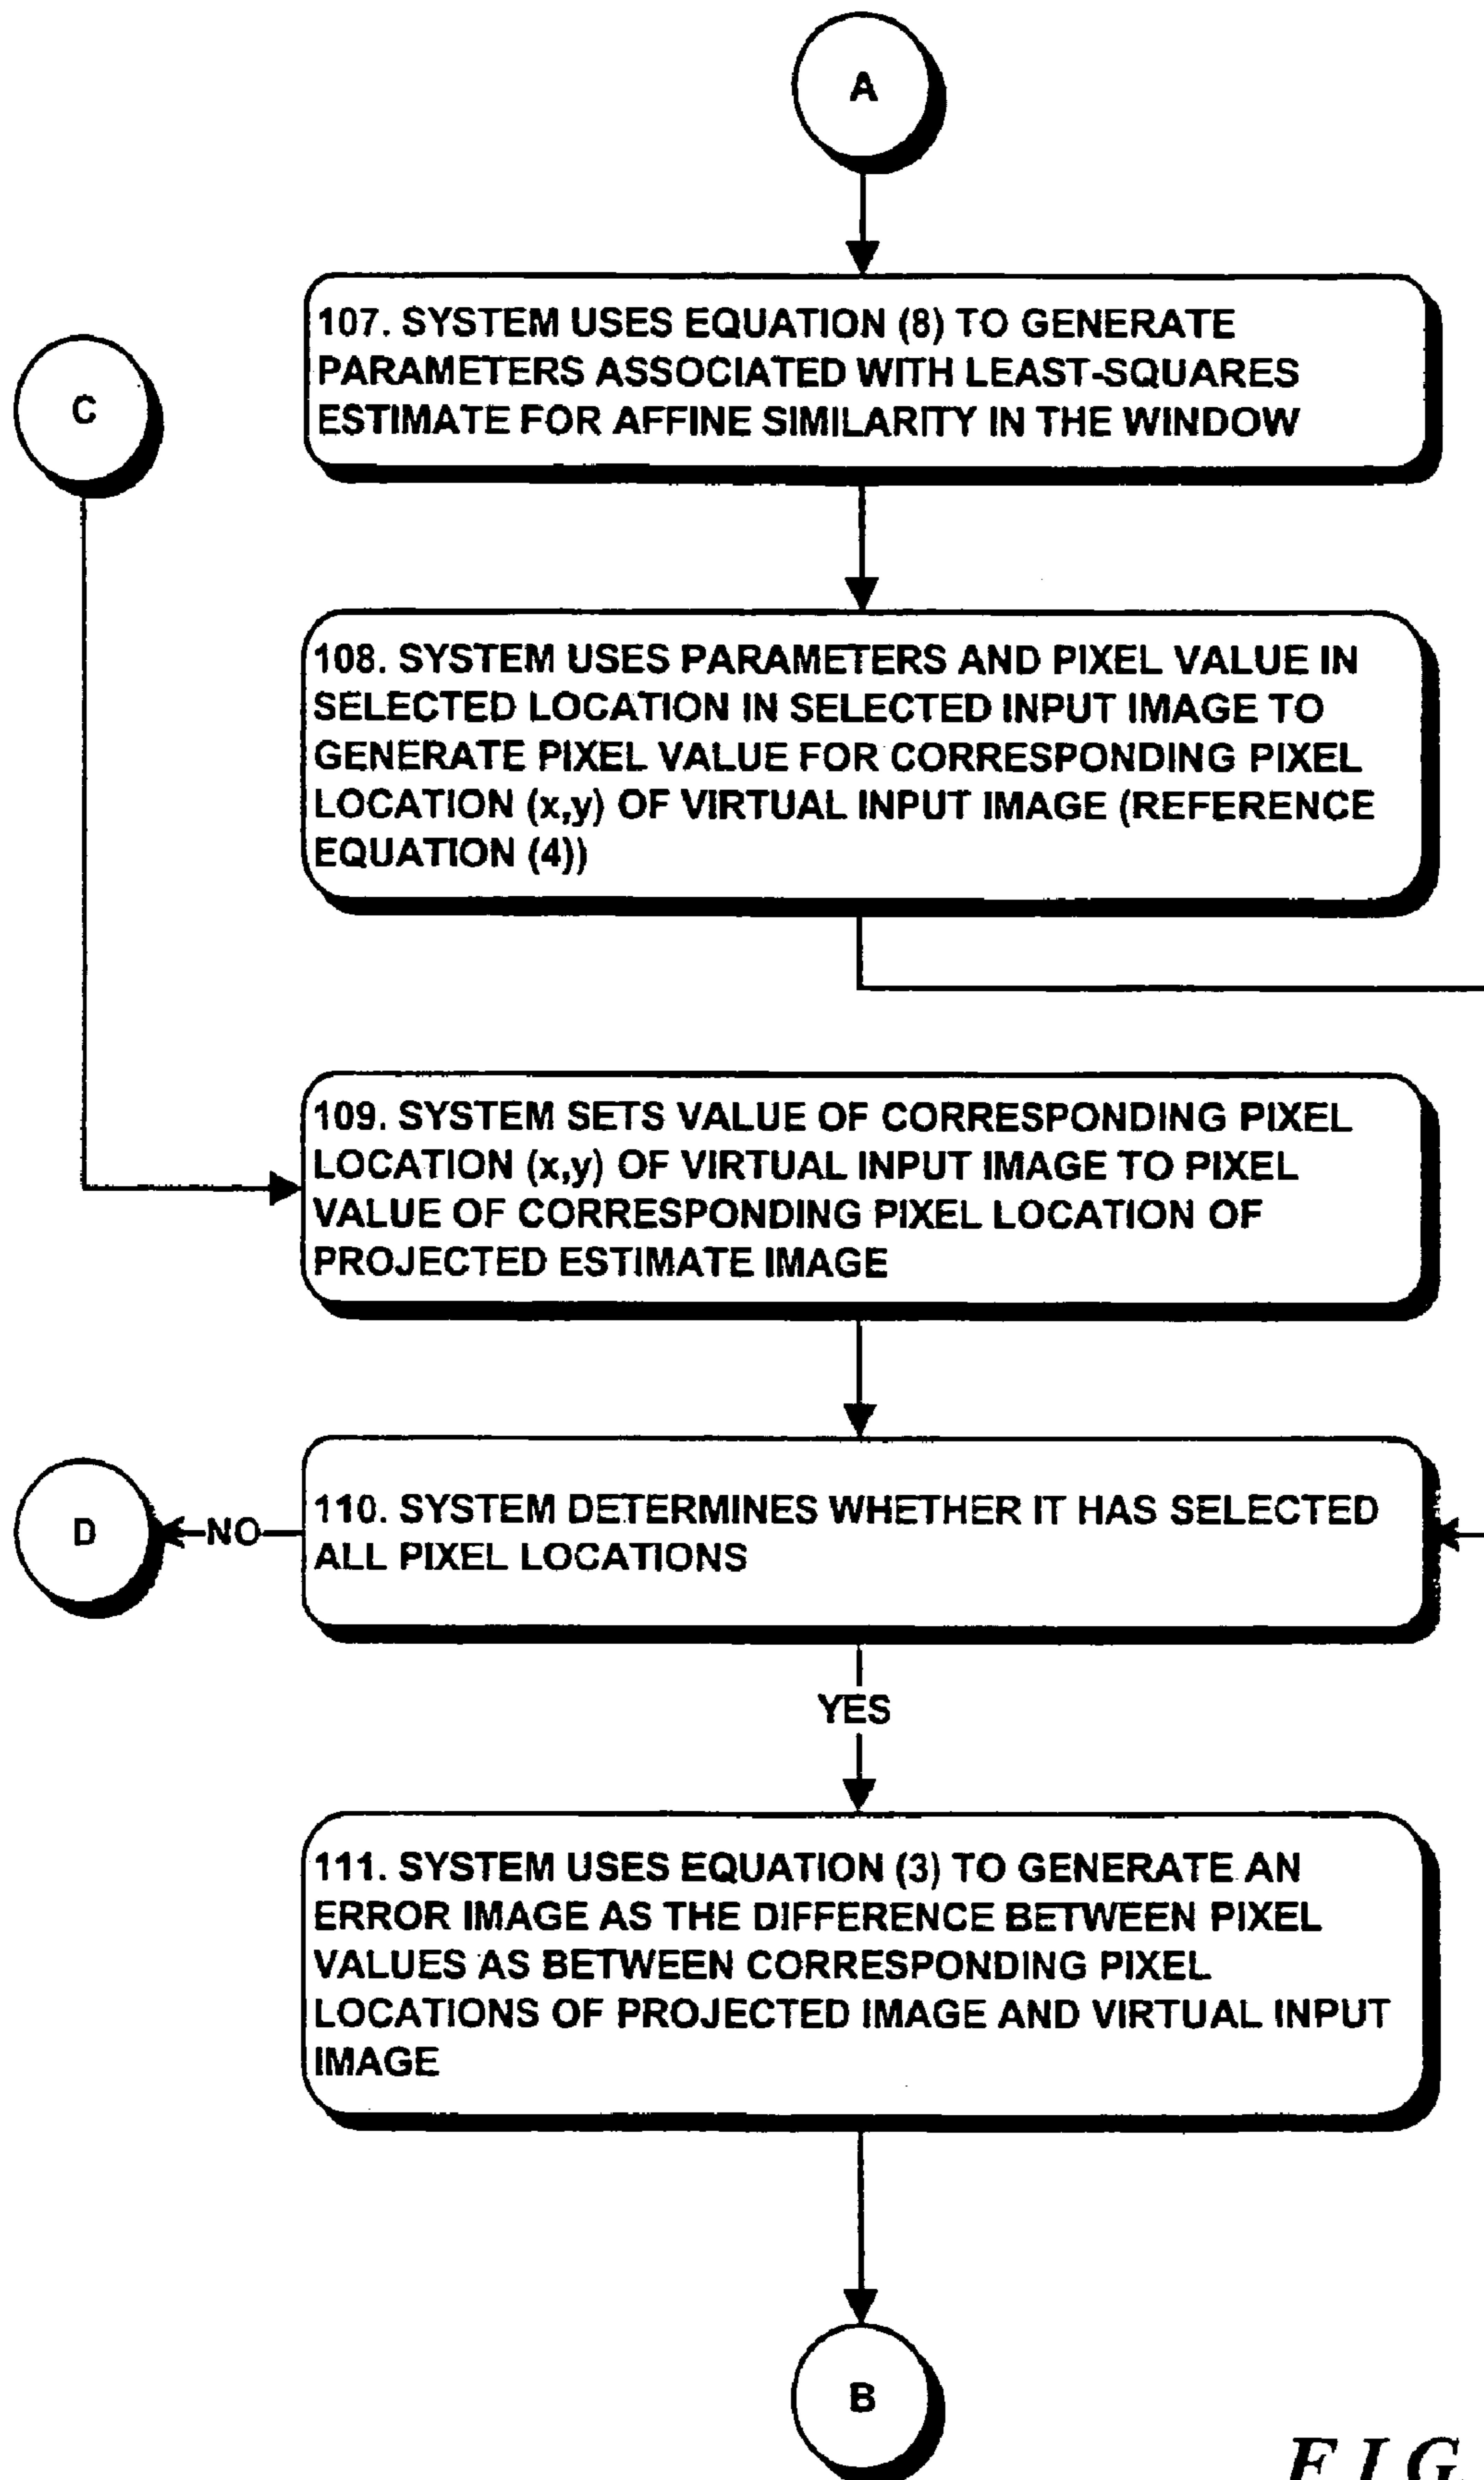 A
107. SYSTEM USES EQUATION (8) TO GENERATE
PARAMETERS ASSOCIATED WITH LEAST-SQUARES
ESTIMATE FOR AFFINE SIMILARITY IN THE WINDOW
C
108. SYSTEM USES PARAMETERS AND PIXEL VALUE IN
SELECTED LOCATION IN SELECTED INPUT IMAGE TO
GENERATE PIXEL VALUE FOR CORRESPONDING PIXEL
LOCATION (x,y) OF VIRTUAL INPUT IMAGE (REFERENCE
EQUATION (4))
109. SYSTEM SETS VALUE OF CORRESPONDING PIXEL
LOCATION (x,y) OF VIRTUAL INPUT IMAGE TO PIXEL
VALUE OF CORRESPONDING PIXEL LOCATION OF
PROJECTED ESTIMATE IMAGE
110. SYSTEM DETERMINES WHETHER IT HAS SELECTED
ALL PIXEL LOCATIONS
D
NO
YES
111. SYSTEM USES EQUATION (3) TO GENERATE AN
ERROR IMAGE AS THE DIFFERENCE BETWEEN PIXEL
VALUES AS BETWEEN CORRESPONDING PIXEL
LOCATIONS OF PROJECTED IMAGE AND VIRTUAL INPUT
IMAGE
B
FIG